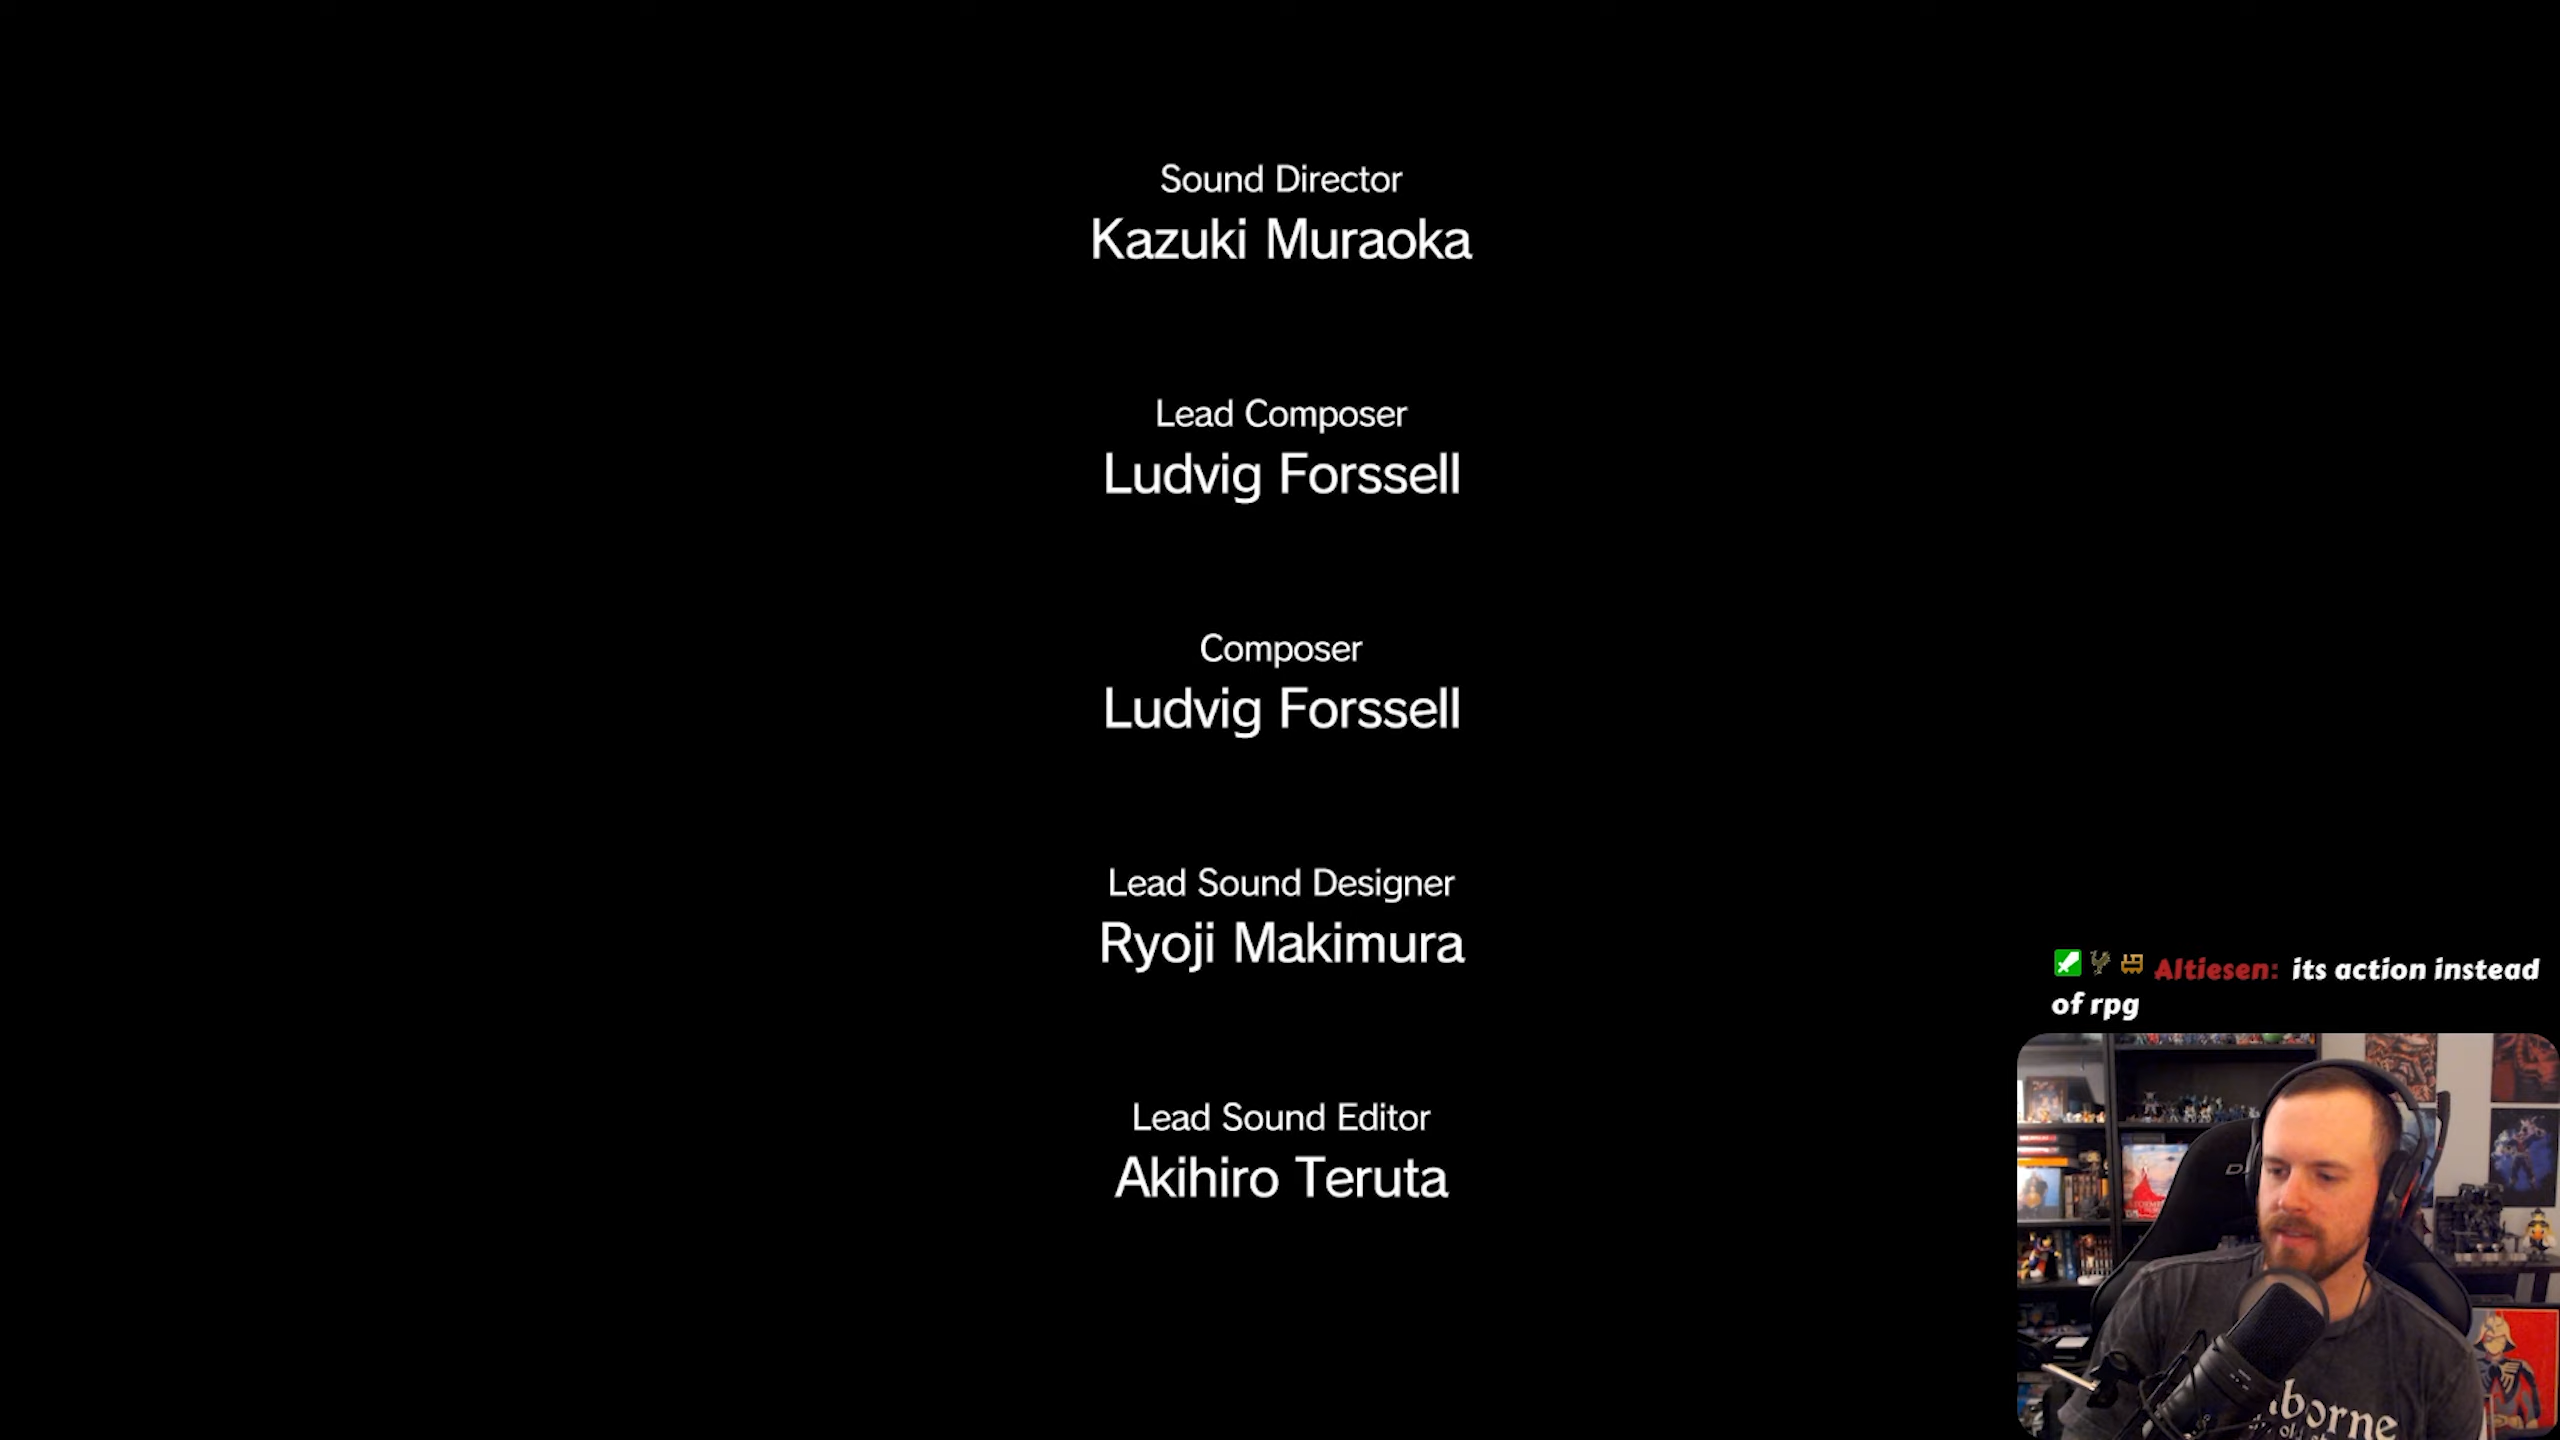 Sound Director
Kazuki Muraoka
Lead Composer
Ludvig Forssell
Composer
Ludvig Forssell
Lead Sound Designer
Ryoji Makimura
Lead Sound Editor
Akihiro Teruta
Altiesen: its action instead
of rpg
borne